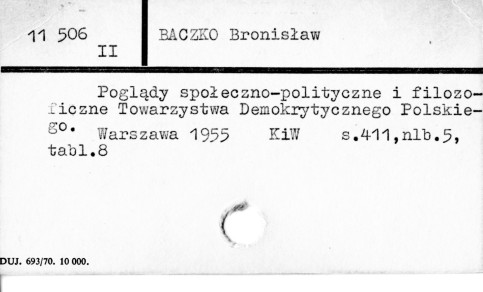 11 506
II
BACZKO Bronisław
Poglądy społeczno-polityczne i filozo-
ficzne Towarzystwa Demokrytycznego Polskie-
go.
Warszawa 1955 KiW s.411,nlb.5,
tabl.8
DUJ. 693/70. 10 000.